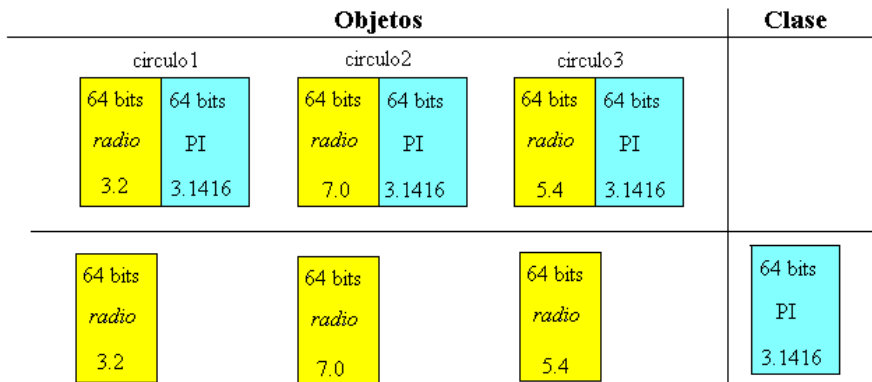 Objetos Clase
circulo1 circulo2 circulo3
64 bits 64 bits 64 bits 64 bits 64 bits 64 bits
radio PI radio PI radio PI
3.2 3.1416 7.0 3.1416 5.4 3.1416
64 bits 64 bits 64 bits 64 bits
radio radio radio PI
3.2 7.0 5.4 3.1416